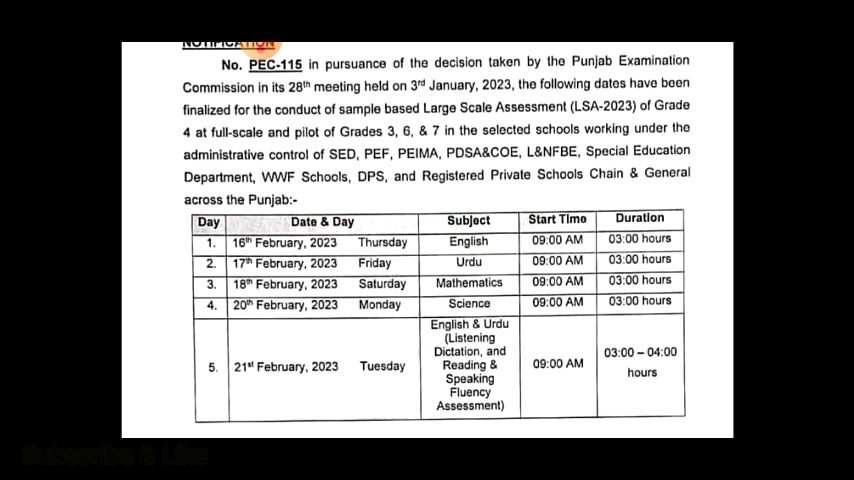 NOTIFICATION
No. PEC-115 in pursuance of the decision taken by the Punjab Examination
Commission in its 28th meeting held on 3rd January, 2023, the following dates have been
finalized for the conduct of sample based Large Scale Assessment (LSA-2023) of Grade
4 at full-scale and pilot of Grades 3, 6, & 7 in the selected schools working under the
administrative control of SED, PEF, PEIMA, PDSA&COE, L&NFBE, Special Education
Department, WWF Schools, DPS, and Registered Private Schools Chain & General
across the Punjab:-
Day Date & Day Subject Start Time Duration
1. 16th February, 2023 Thursday English 09:00 AM 03:00 hours
2. 17th February, 2023 Friday Urdu 09:00 AM 03:00 hours
3. 18th February, 2023 Saturday Mathematics 09:00 AM 03:00 hours
4. 20th February, 2023 Monday Science 09:00 AM 03:00 hours
5. 21st February, 2023 Tuesday English & Urdu (Listening Dictation, and Reading & Speaking Fluency Assessment) 09:00 AM 03:00 – 04:00 hours
Subscribe & Like